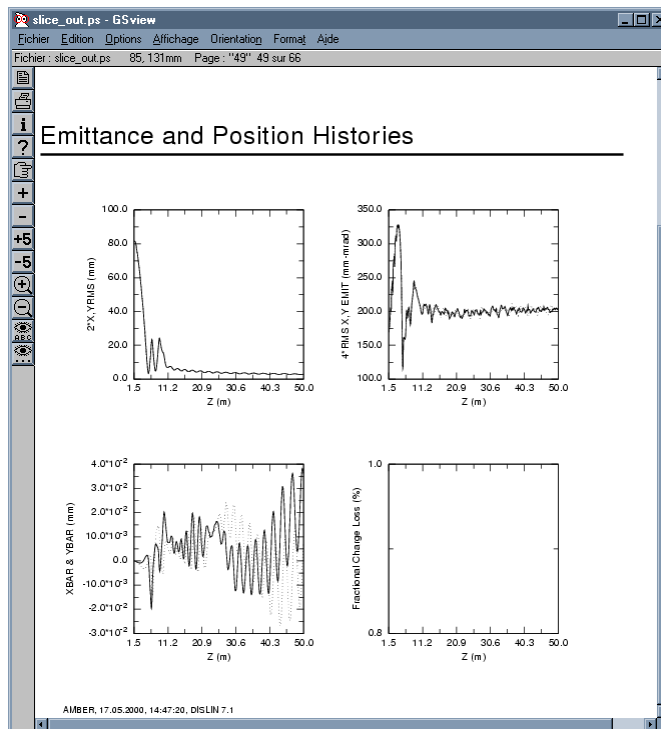 slice_out.ps - GSview
Fichier Edition Options Affichage Orientation Format Aide
Fichier : slice_out.ps 85, 131mm Page : "49" 49 sur 66
i
?
+
-
+5
-5
ABC
Emittance and Position Histories
100.0
80.0
60.0
40.0
20.0
0.0
2*X,YRMS (mm)
1.5 11.2 20.9 30.6 40.3 50.0
Z (m)
350.0
300.0
250.0
200.0
150.0
100.0
4*RMS X,Y EMIT (mm-mrad)
1.5 11.2 20.9 30.6 40.3 50.0
Z (m)
4.0*10-2
3.0*10-2
2.0*10-2
10.0*10-3
0.0
-10.0*10-3
-2.0*10-2
-3.0*10-2
XBAR & YBAR (mm)
1.5 11.2 20.9 30.6 40.3 50.0
Z (m)
1.0
0.8
Fractional Charge Loss (%)
1.5 11.2 20.9 30.6 40.3 50.0
Z (m)
AMBER, 17.05.2000, 14:47:20, DISLIN 7.1